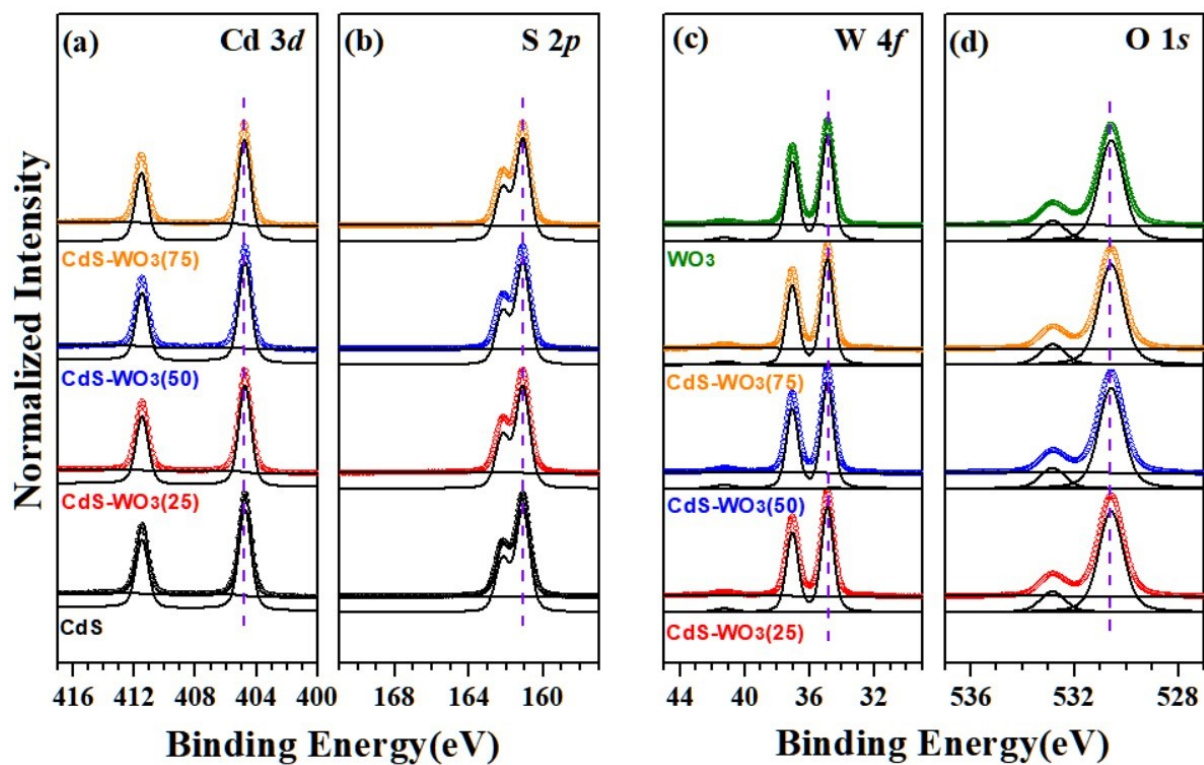 (a) Cd 3d
(b) S 2p
(c) W 4f
(d) O 1s
Normalized Intensity
CdS-WO3(75)
CdS-WO3(50)
CdS-WO3(25)
CdS
WO3
CdS-WO3(75)
CdS-WO3(50)
CdS-WO3(25)
416 412 408 404 400
168 164 160
45 40 36 32
536 532 528
Binding Energy(eV)
Binding Energy(eV)